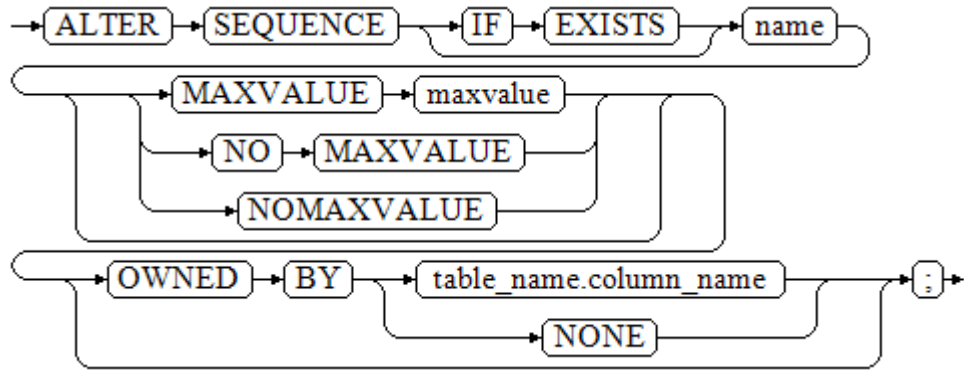 ALTER SEQUENCE IF EXISTS name
MAXVALUE maxvalue
NO MAXVALUE
NOMAXVALUE
OWNED BY table_name.column_name ;
NONE